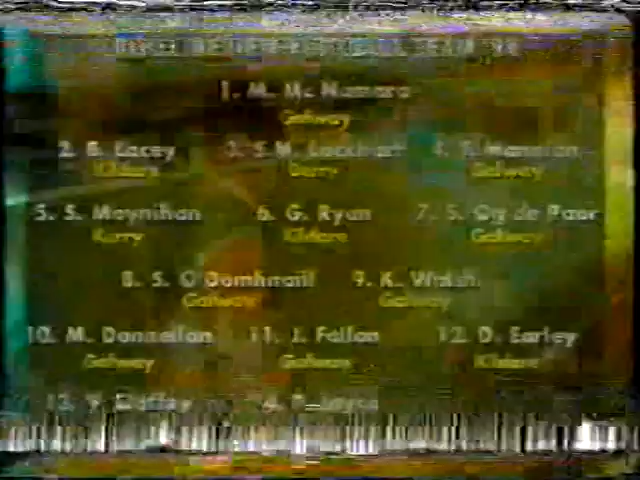 1. M. Mc Namara
Galway
2. B. Lacey
Kildare
3. S.M. Lockhart
Derry
4. T. Mannion
Galway
5. S. Moynihan
Kerry
6. G. Ryan
Kildare
7. S. Og de Paor
Galway
8. S. O'Domhnaill
Galway
9. K. Walsh
Galway
10. M. Donnellan
Galway
11. J. Fallon
Galway
12. D. Earley
Kildare
13.
14.